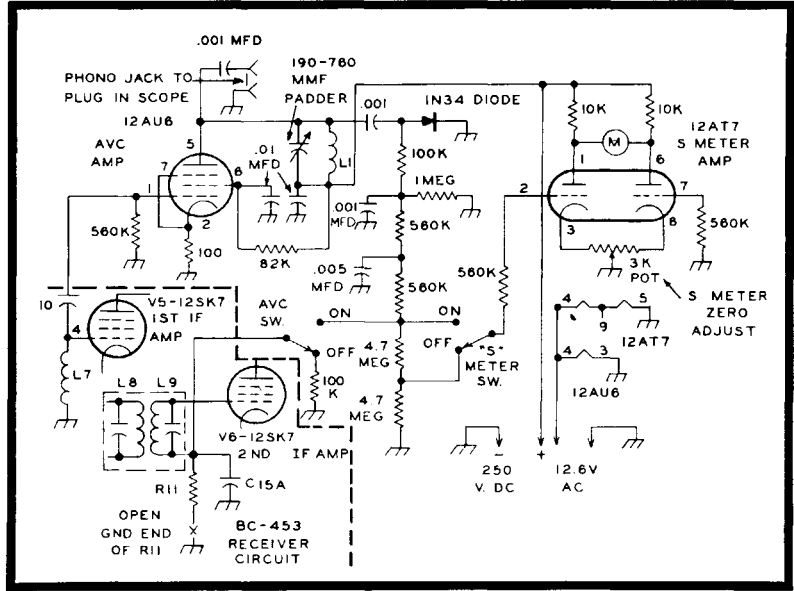 .001 MFD
PHONO JACK TO
PLUG IN SCOPE
190-760
MMF
PADDER
.001
1N34 DIODE
10K
10K
12AT7
S METER
AMP
M
12AU6
AVC
AMP
5
7
6
1
2
.01
MFD
L1
100K
1 MEG
.001
MFD
560K
100
82K
560K
.005
MFD
560K
1
6
2
7
3
8
560K
560K
3K
POT
S METER
ZERO
ADJUST
10
V5-12SK7
1ST IF
AMP
4
L7
AVC
SW.
ON
ON
OFF
OFF
"S"
METER
SW.
4.7
MEG
4.7
MEG
100
K
4
5
9
12AT7
4
3
12AU6
L8
L9
V6-12SK7
2ND
IF AMP
R11
C15A
OPEN
GND END
OF R11
X
BC-453
RECEIVER
CIRCUIT
-
+
250
V. DC
12.6V
AC